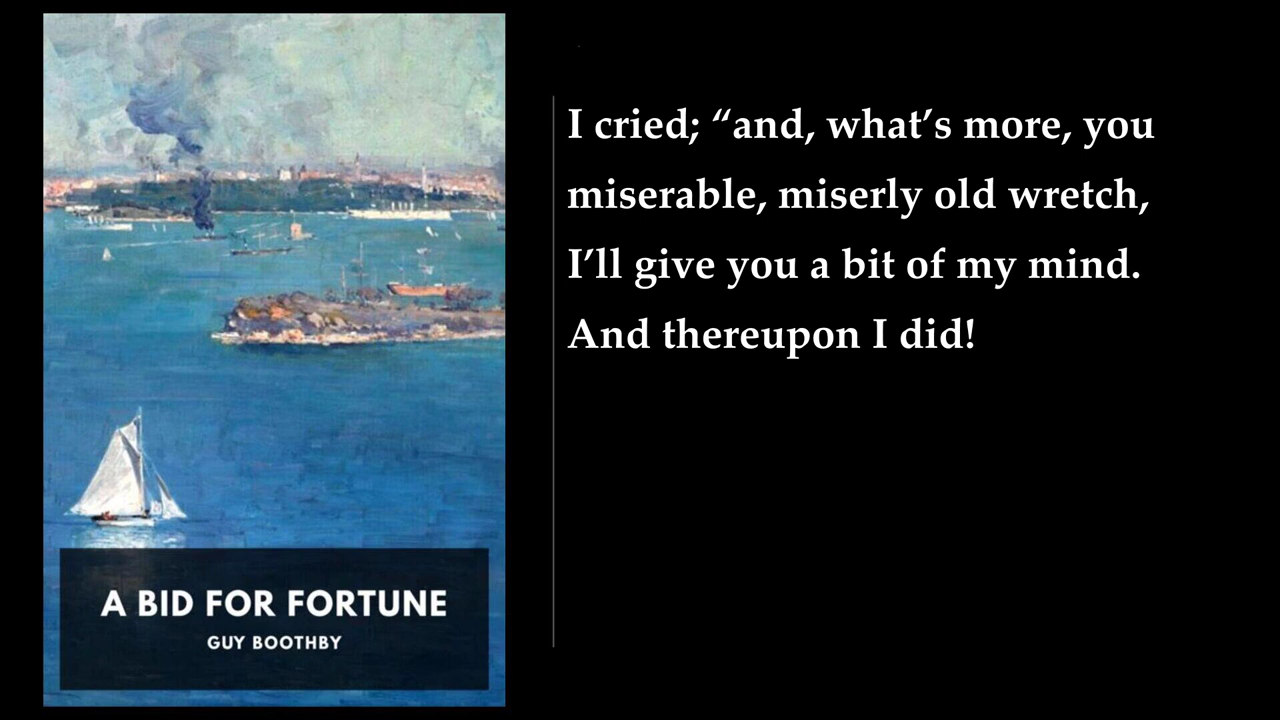 I cried; “and, what’s more, you
miserable, miserly old wretch,
I’ll give you a bit of my mind.
And thereupon I did!
A BID FOR FORTUNE
GUY BOOTHBY